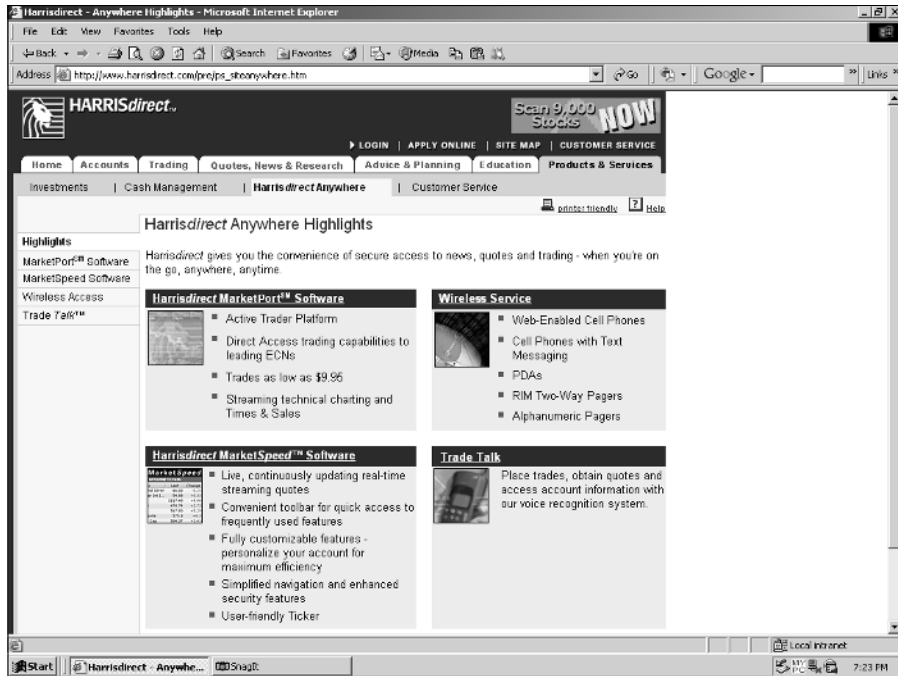 Harrisdirect - Anywhere Highlights - Microsoft Internet Explorer
File Edit View Favorites Tools Help
Back Search Favorites Media
Address http://www.harrisdirect.com/pre/ps_siteanywhere.htm Go Google Links
HARRISdirect
Scan 9,000 Stocks NOW
LOGIN | APPLY ONLINE | SITE MAP | CUSTOMER SERVICE
Home Accounts Trading Quotes, News & Research Advice & Planning Education Products & Services
Investments | Cash Management | Harrisdirect Anywhere | Customer Service
printer friendly ? Help
Harrisdirect Anywhere Highlights
Highlights
MarketPort℠ Software
MarketSpeed Software
Wireless Access
Trade Talk™
Harrisdirect gives you the convenience of secure access to news, quotes and trading - when you're on
the go, anywhere, anytime.
Harrisdirect MarketPort℠ Software
Active Trader Platform
Direct Access trading capabilities to
leading ECNs
Trades as low as $9.95
Streaming technical charting and
Times & Sales
Wireless Service
Web-Enabled Cell Phones
Cell Phones with Text
Messaging
PDAs
RIM Two-Way Pagers
Alphanumeric Pagers
Harrisdirect MarketSpeed™ Software
MarketSpeed
Live, continuously updating real-time
streaming quotes
Convenient toolbar for quick access to
frequently used features
Fully customizable features -
personalize your account for
maximum efficiency
Simplified navigation and enhanced
security features
User-friendly Ticker
Trade Talk
Place trades, obtain quotes and
access account information with
our voice recognition system.
Local intranet
Start Harrisdirect - Anywhe... SnagIt 7:23 PM